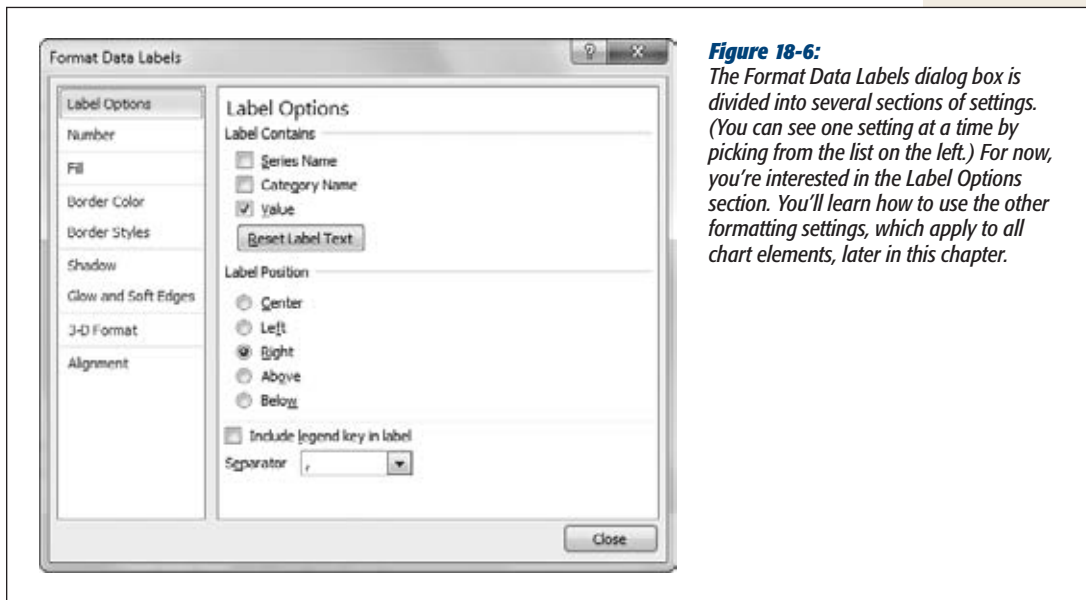 Format Data Labels
Label Options
Number
Fill
Border Color
Border Styles
Shadow
Glow and Soft Edges
3-D Format
Alignment
Label Options
Label Contains
Series Name
Category Name
Value
Reset Label Text
Label Position
Center
Left
Right
Above
Below
Include legend key in label
Separator ,
Close
Figure 18-6:
The Format Data Labels dialog box is
divided into several sections of settings.
(You can see one setting at a time by
picking from the list on the left.) For now,
you’re interested in the Label Options
section. You’ll learn how to use the other
formatting settings, which apply to all
chart elements, later in this chapter.